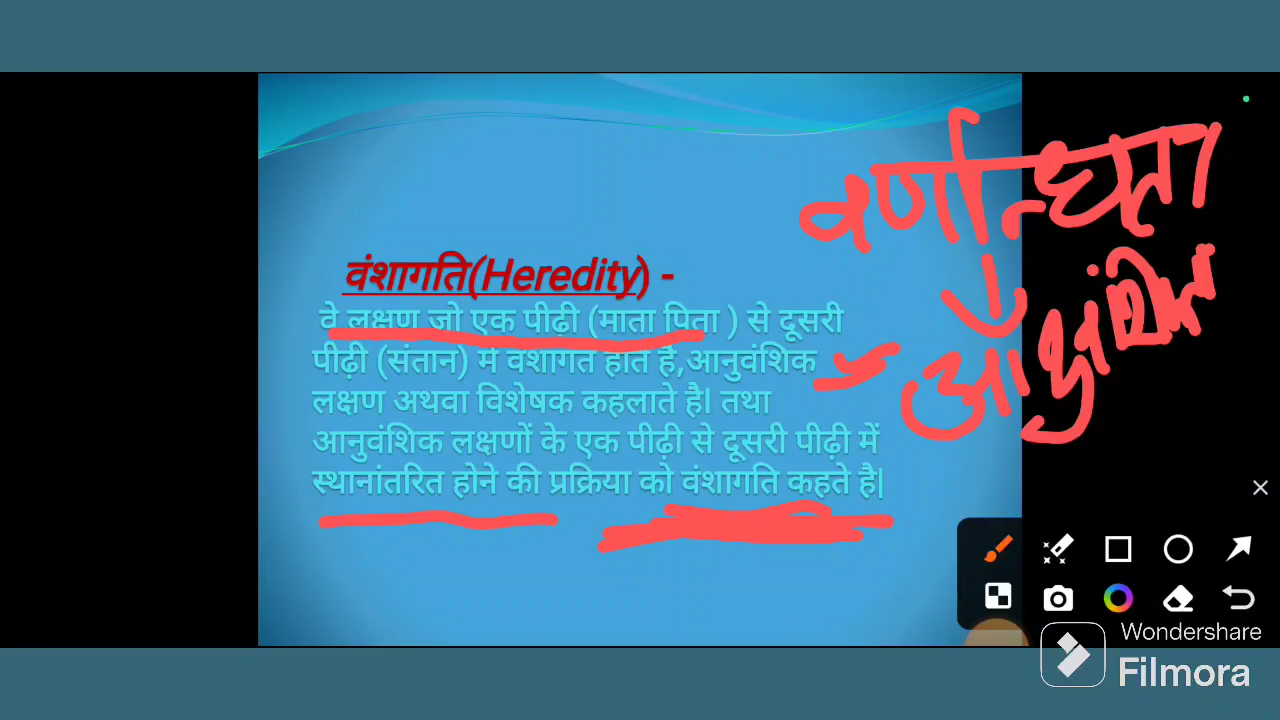 वंशागति(Heredity) -
वे लक्षण जो एक पीढी (माता पिता ) से दूसरी
पीढ़ी (संतान) में वंशागत होते है,आनुवंशिक
लक्षण अथवा विशेषक कहलाते है। तथा
आनुवंशिक लक्षणों के एक पीढ़ी से दूसरी पीढ़ी में
स्थानांतरित होने की प्रक्रिया को वंशागति कहते है।
वर्णान्धता
Wondershare
Filmora